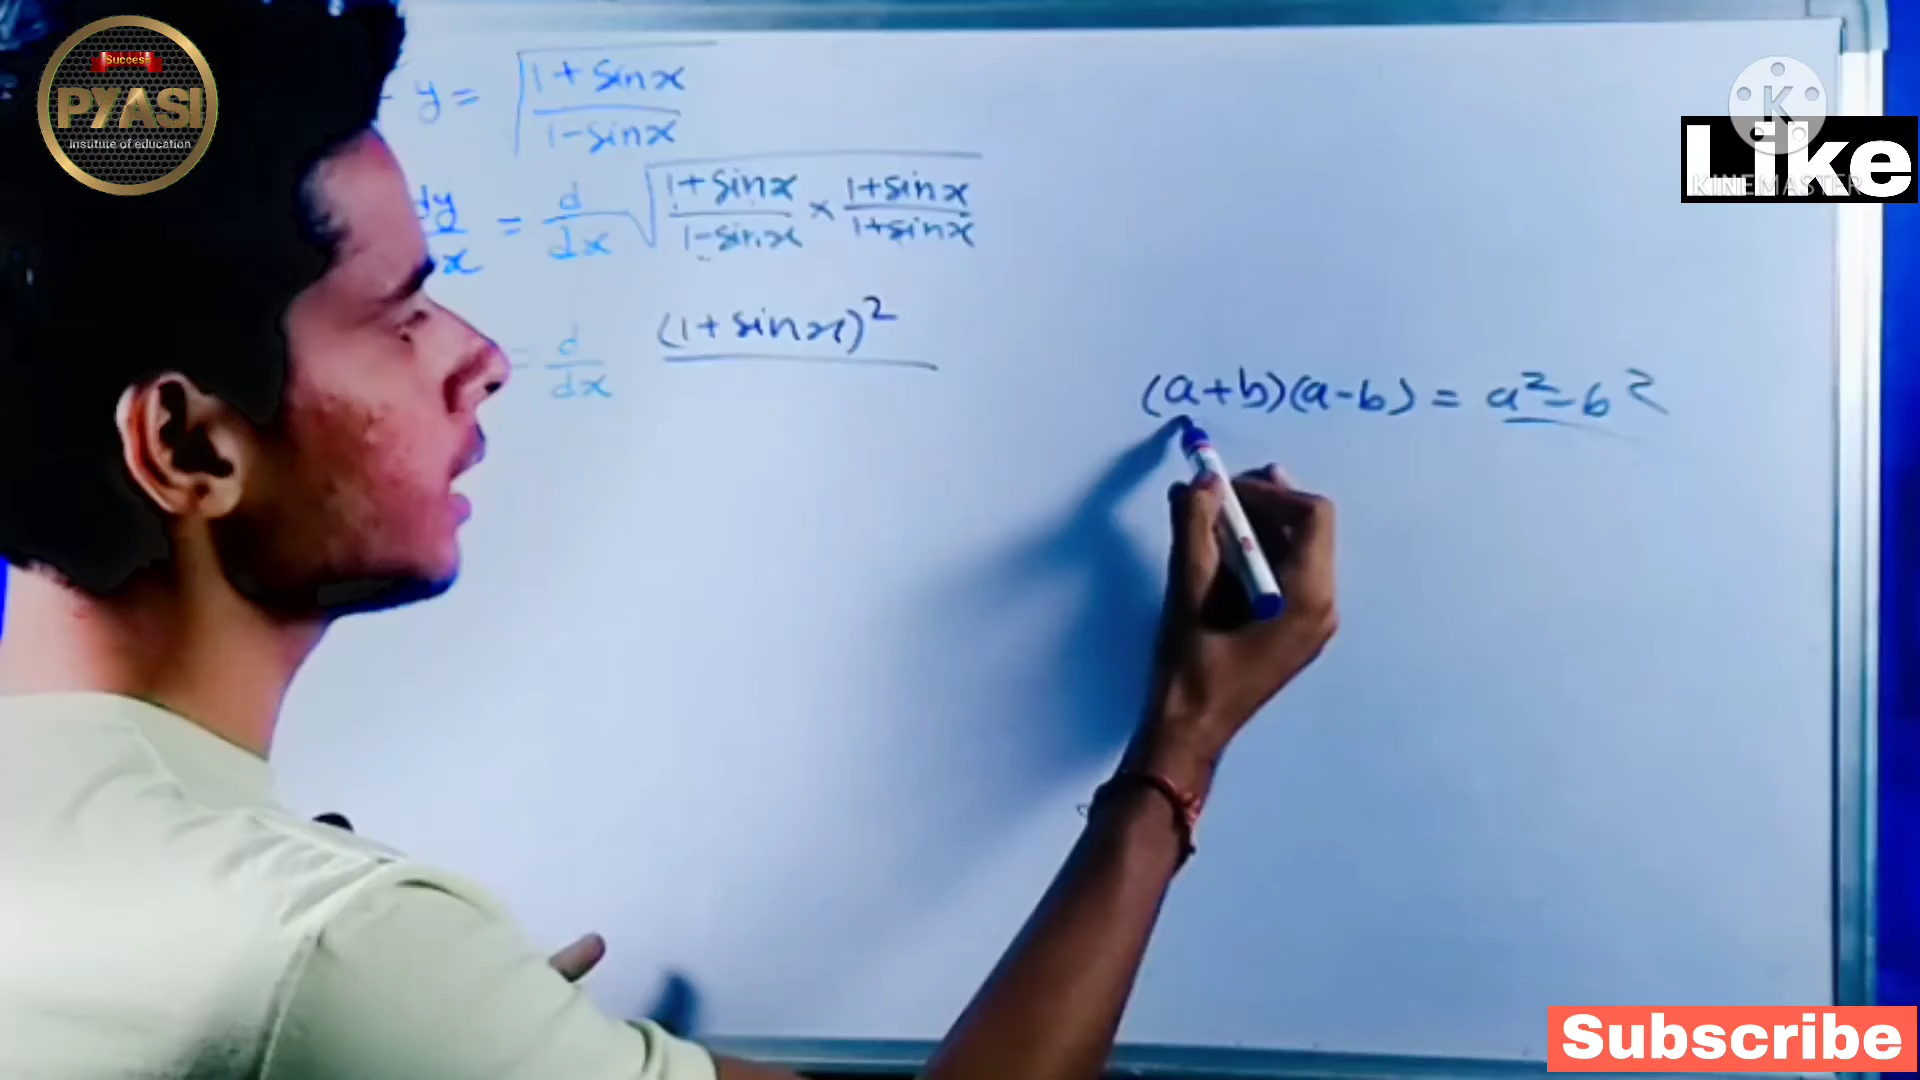 Success
PYASI
Institute of education
y = √(1+sinx / 1-sinx)
dy/dx = d/dx √(1+sinx / 1-sinx × 1+sinx / 1+sinx)
= d/dx (1+sinx)²
(a+b)(a-b) = a²-b²
K
Like
KINEMASTER
Subscribe